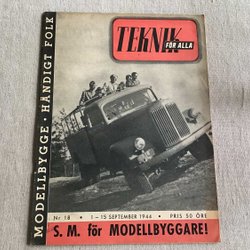 TEKNIK
FÖR ALLA
MODELLBYGGE · HÄNDIGT FOLK
Nr 18 · 1-15 SEPTEMBER 1944 · PRIS 50 ÖRE
S. M. för MODELLBYGGARE!